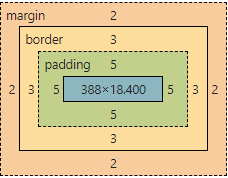 margin 2
border 3
padding 5
2 3 5 388×18.400 5 3 2
5
3
2